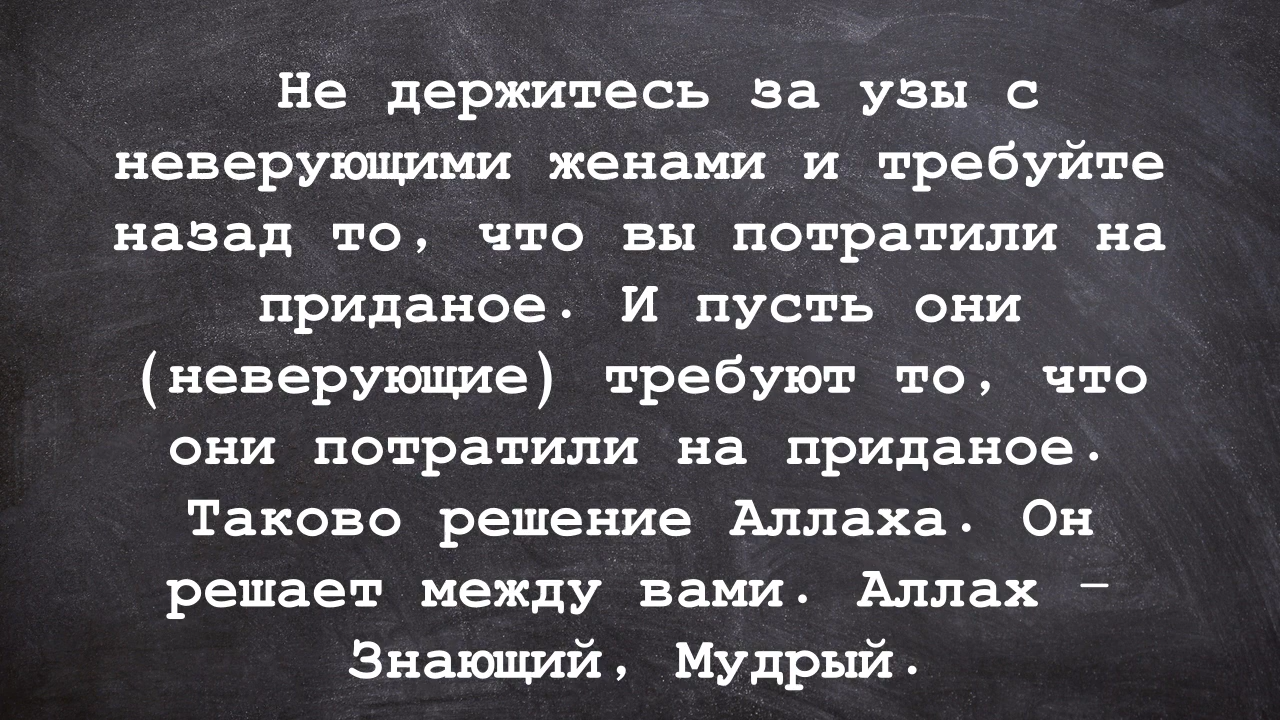 Не держитесь за узы с
неверующими женами и требуйте
назад то, что вы потратили на
приданое. И пусть они
(неверующие) требуют то, что
они потратили на приданое.
Таково решение Аллаха. Он
решает между вами. Аллах –
Знающий, Мудрый.